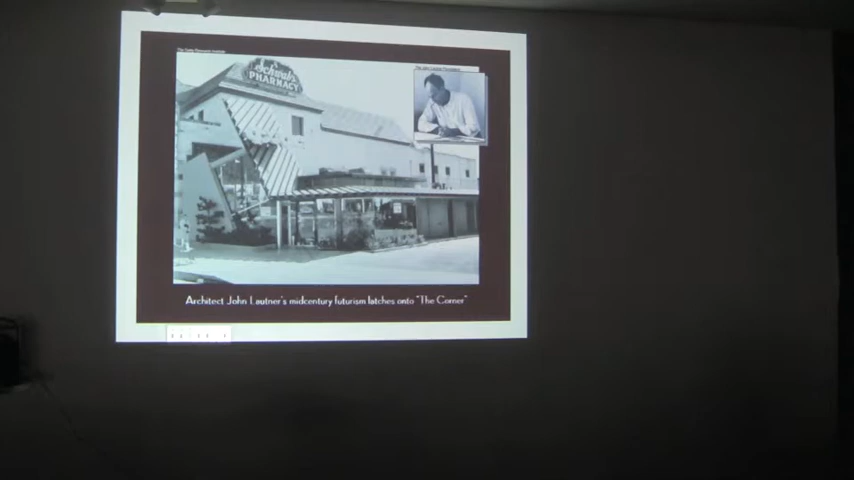 Schwab's
PHARMACY
Architect John Lautner's midcentury futurism latches onto "The Corner"